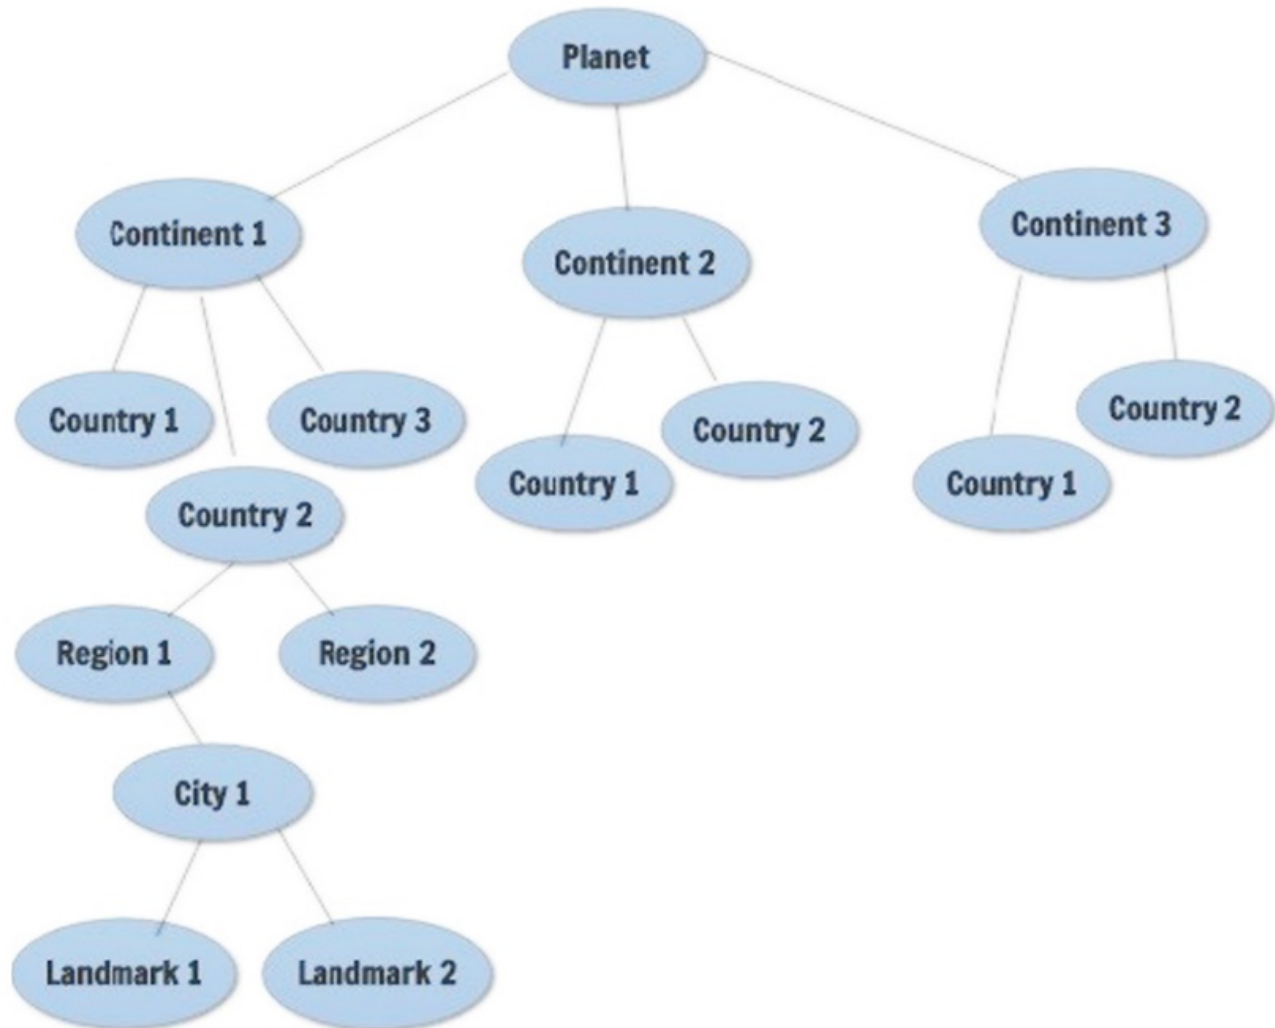 Planet
Continent 1
Continent 2
Continent 3
Country 1
Country 3
Country 2
Country 1
Country 2
Country 1
Country 2
Region 1
Region 2
City 1
Landmark 1
Landmark 2